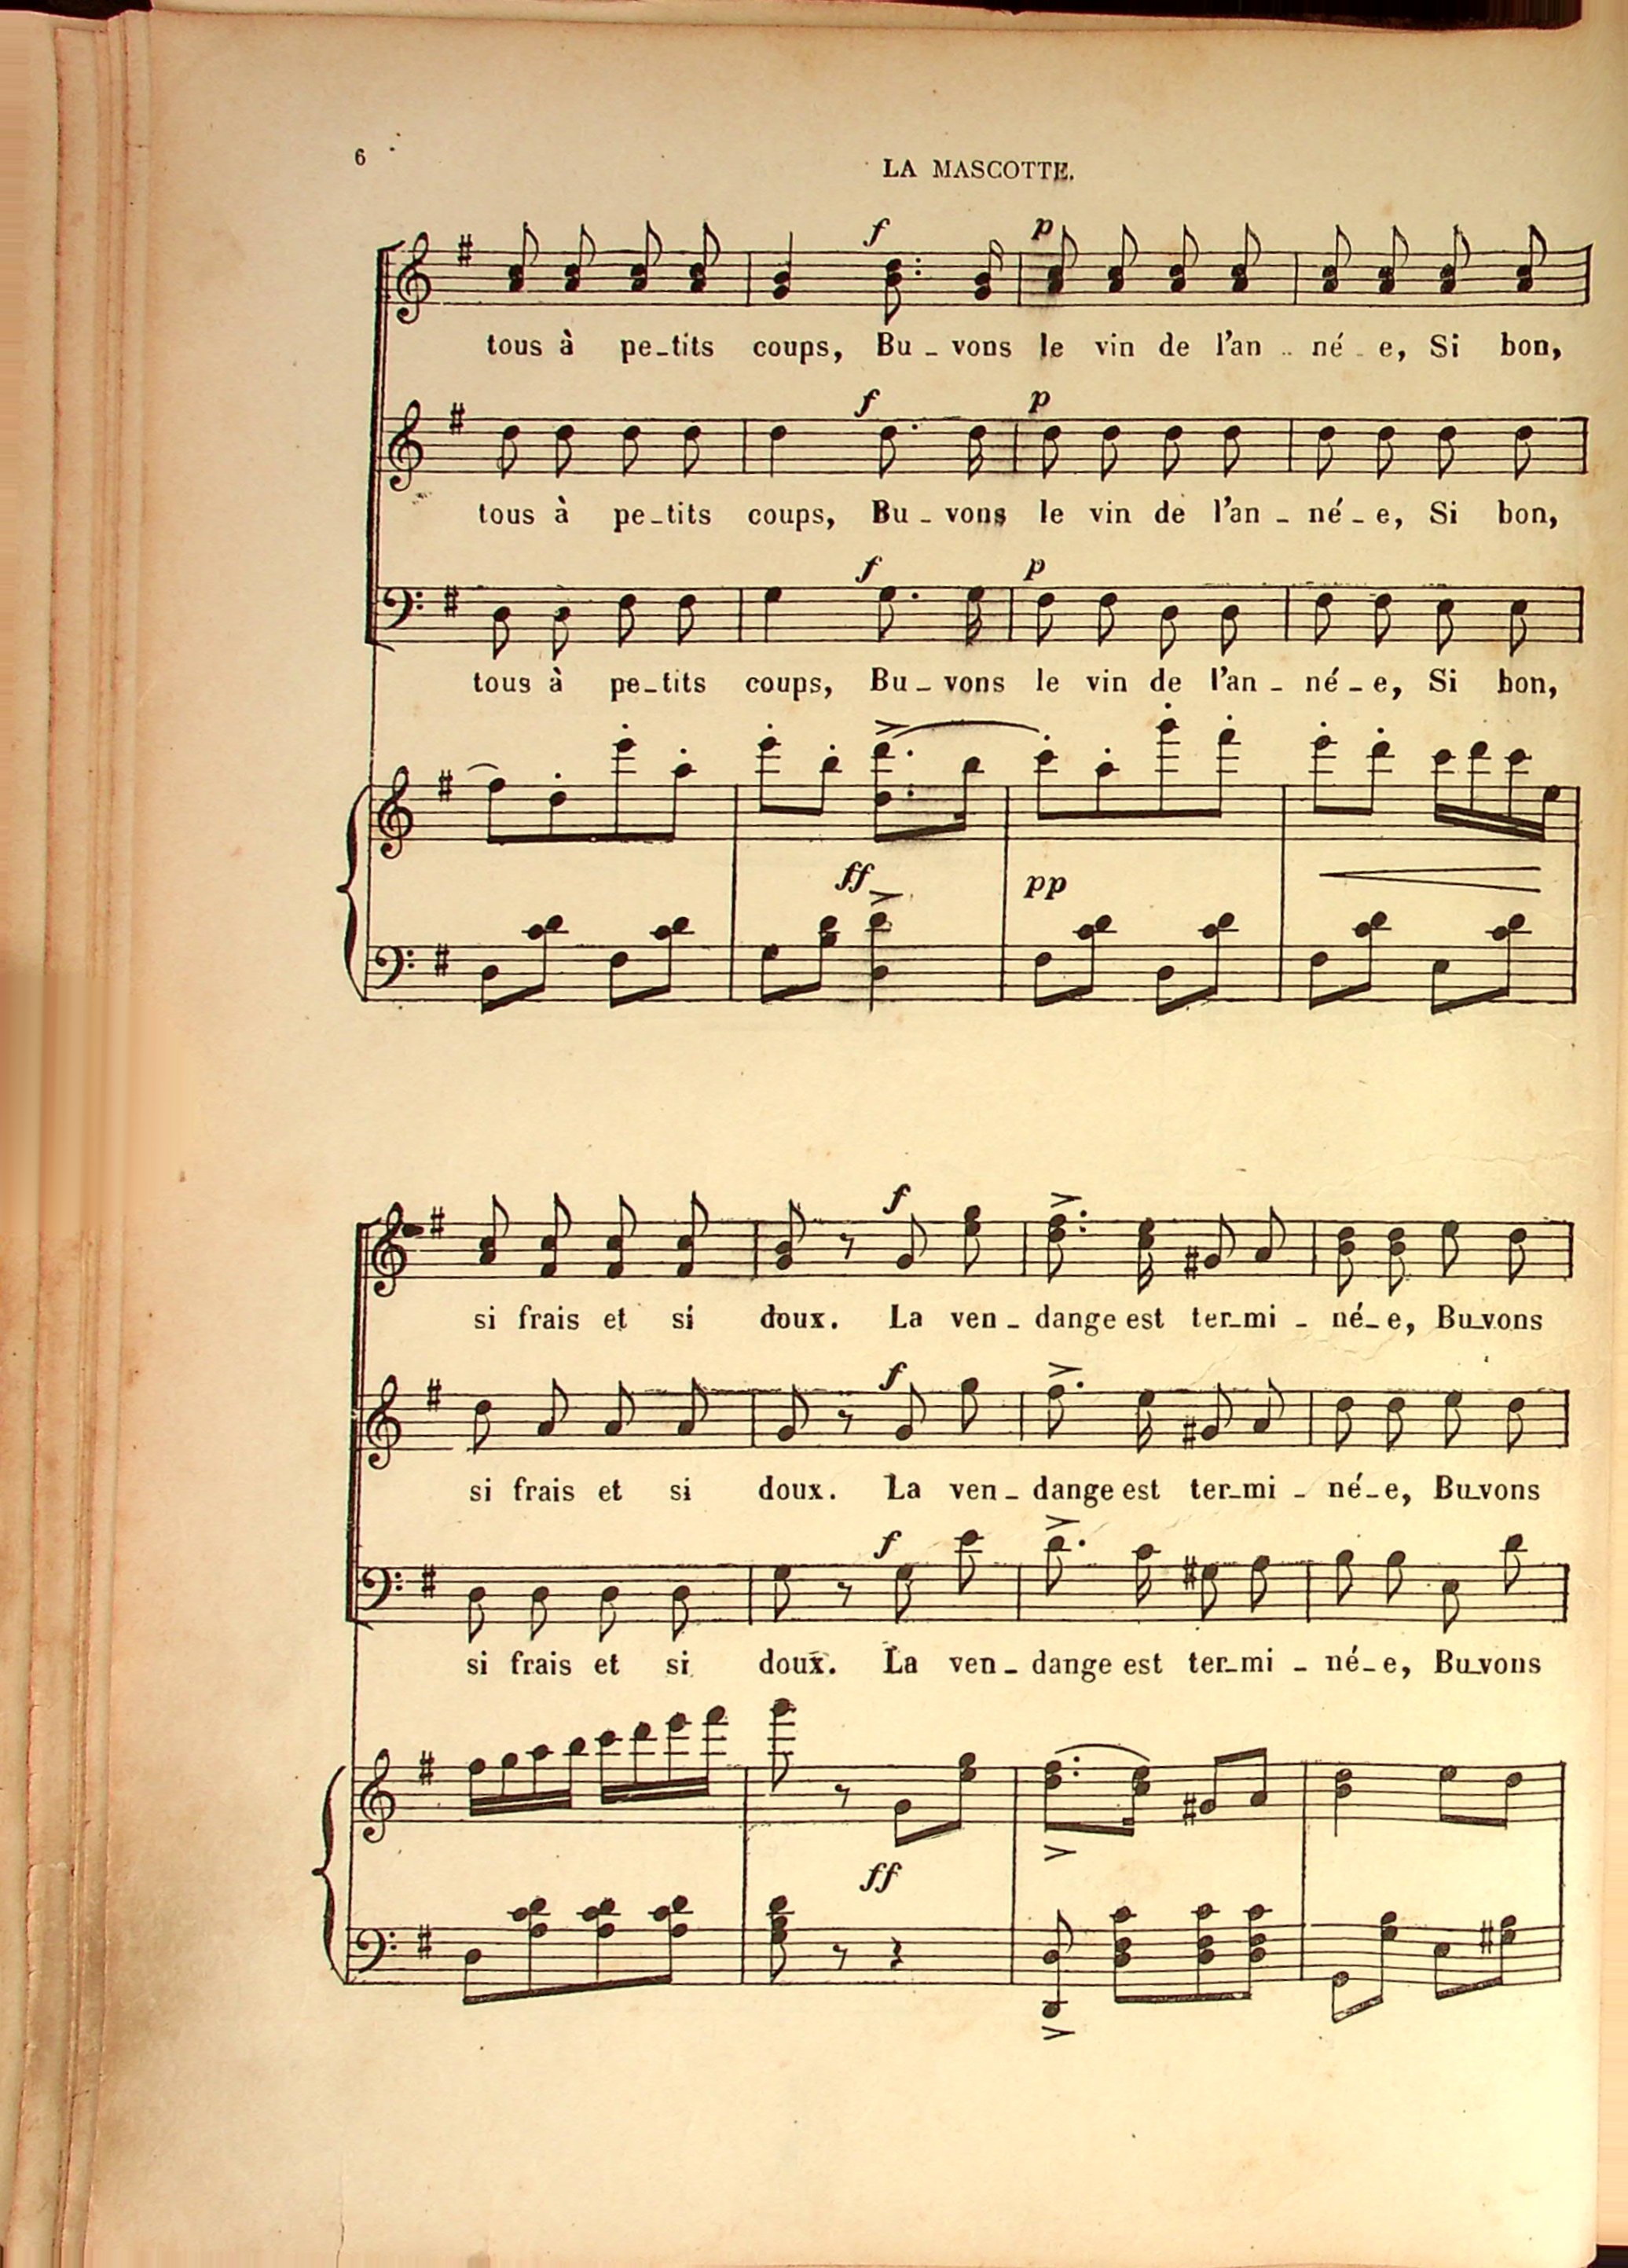 6
LA MASCOTTE.
f p
tous à pe_tits coups, Bu_vons le vin de l'an_né_e, Si bon,
f p
tous à pe_tits coups, Bu_vons le vin de l'an_né_e, Si bon,
f p
tous à pe_tits coups, Bu_vons le vin de l'an_né_e, Si bon,
ff pp
f
si frais et si doux. La ven_dange est ter_mi_né_e, Bu_vons
f
si frais et si doux. La ven_dange est ter_mi_né_e, Bu_vons
f
si frais et si doux. La ven_dange est ter_mi_né_e, Bu_vons
ff